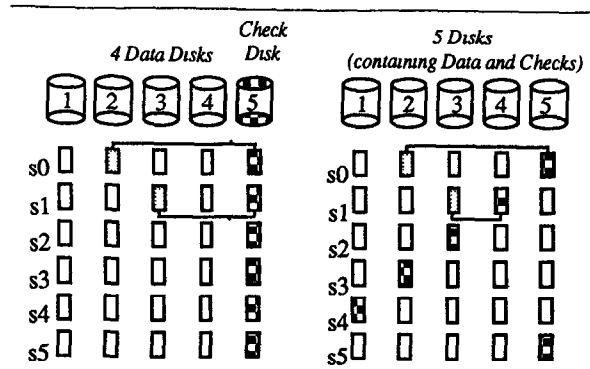 4 Data Disks
Check
Disk
1 2 3 4 5
s0
s1
s2
s3
s4
s5
5 Disks
(containing Data and Checks)
1 2 3 4 5
s0
s1
s2
s3
s4
s5